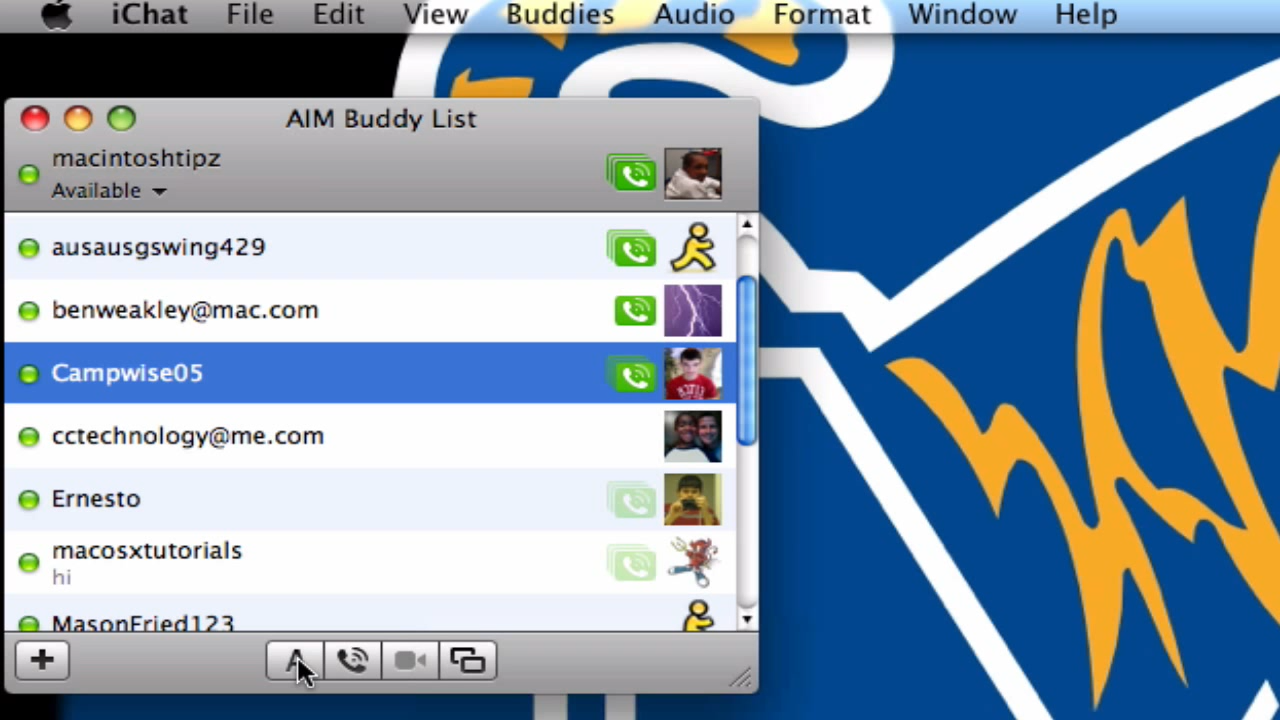 iChat File Edit View Buddies Audio Format Window Help
AIM Buddy List
macintoshtipz
Available
ausausgswing429
benweakley@mac.com
Campwise05
cctechnology@me.com
Ernesto
macosxtutorials
hi
MasonFried123
A